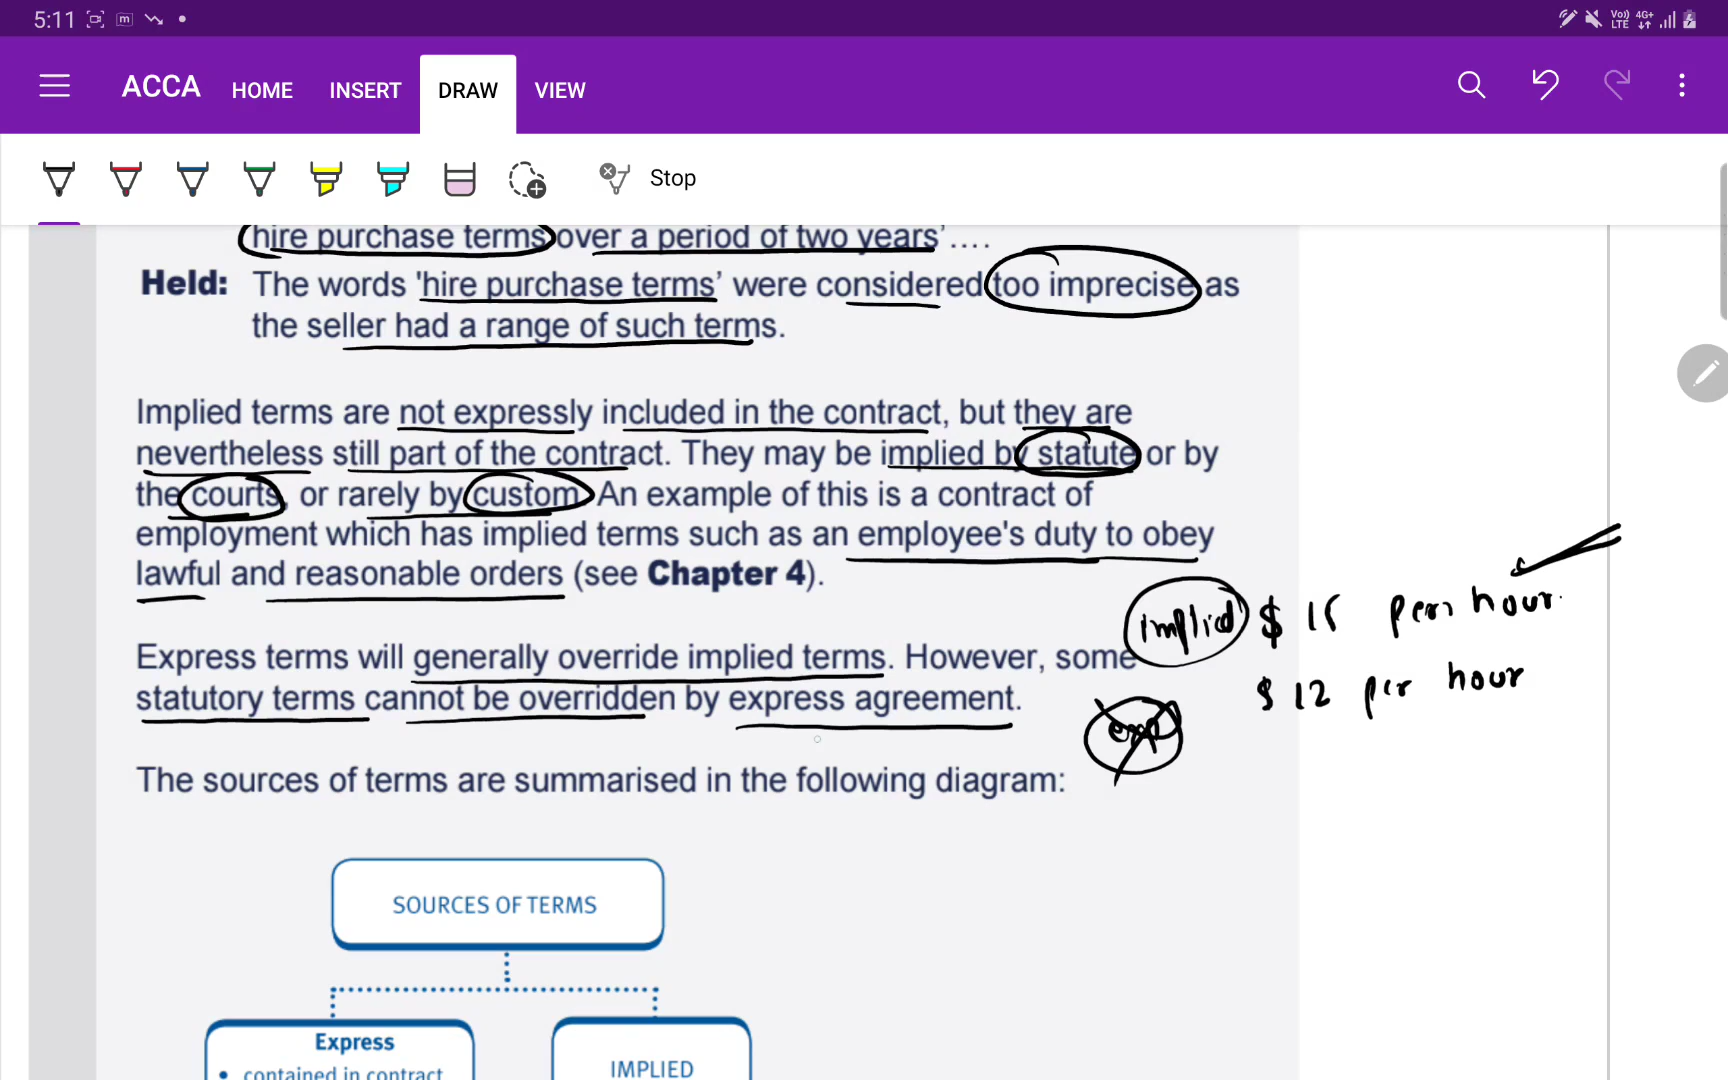 5:11
VoLTE 4G+
ACCA HOME INSERT DRAW VIEW
Stop
hire purchase terms over a period of two years’....
Held: The words 'hire purchase terms’ were considered too imprecise as
the seller had a range of such terms.
Implied terms are not expressly included in the contract, but they are
nevertheless still part of the contract. They may be implied by statute or by
the courts, or rarely by custom. An example of this is a contract of
employment which has implied terms such as an employee's duty to obey
lawful and reasonable orders (see Chapter 4).
implied $ 15 per hour.
Express terms will generally override implied terms. However, some
$ 12 per hour
statutory terms cannot be overridden by express agreement.
exp
The sources of terms are summarised in the following diagram:
SOURCES OF TERMS
Express
• contained in contract
IMPLIED